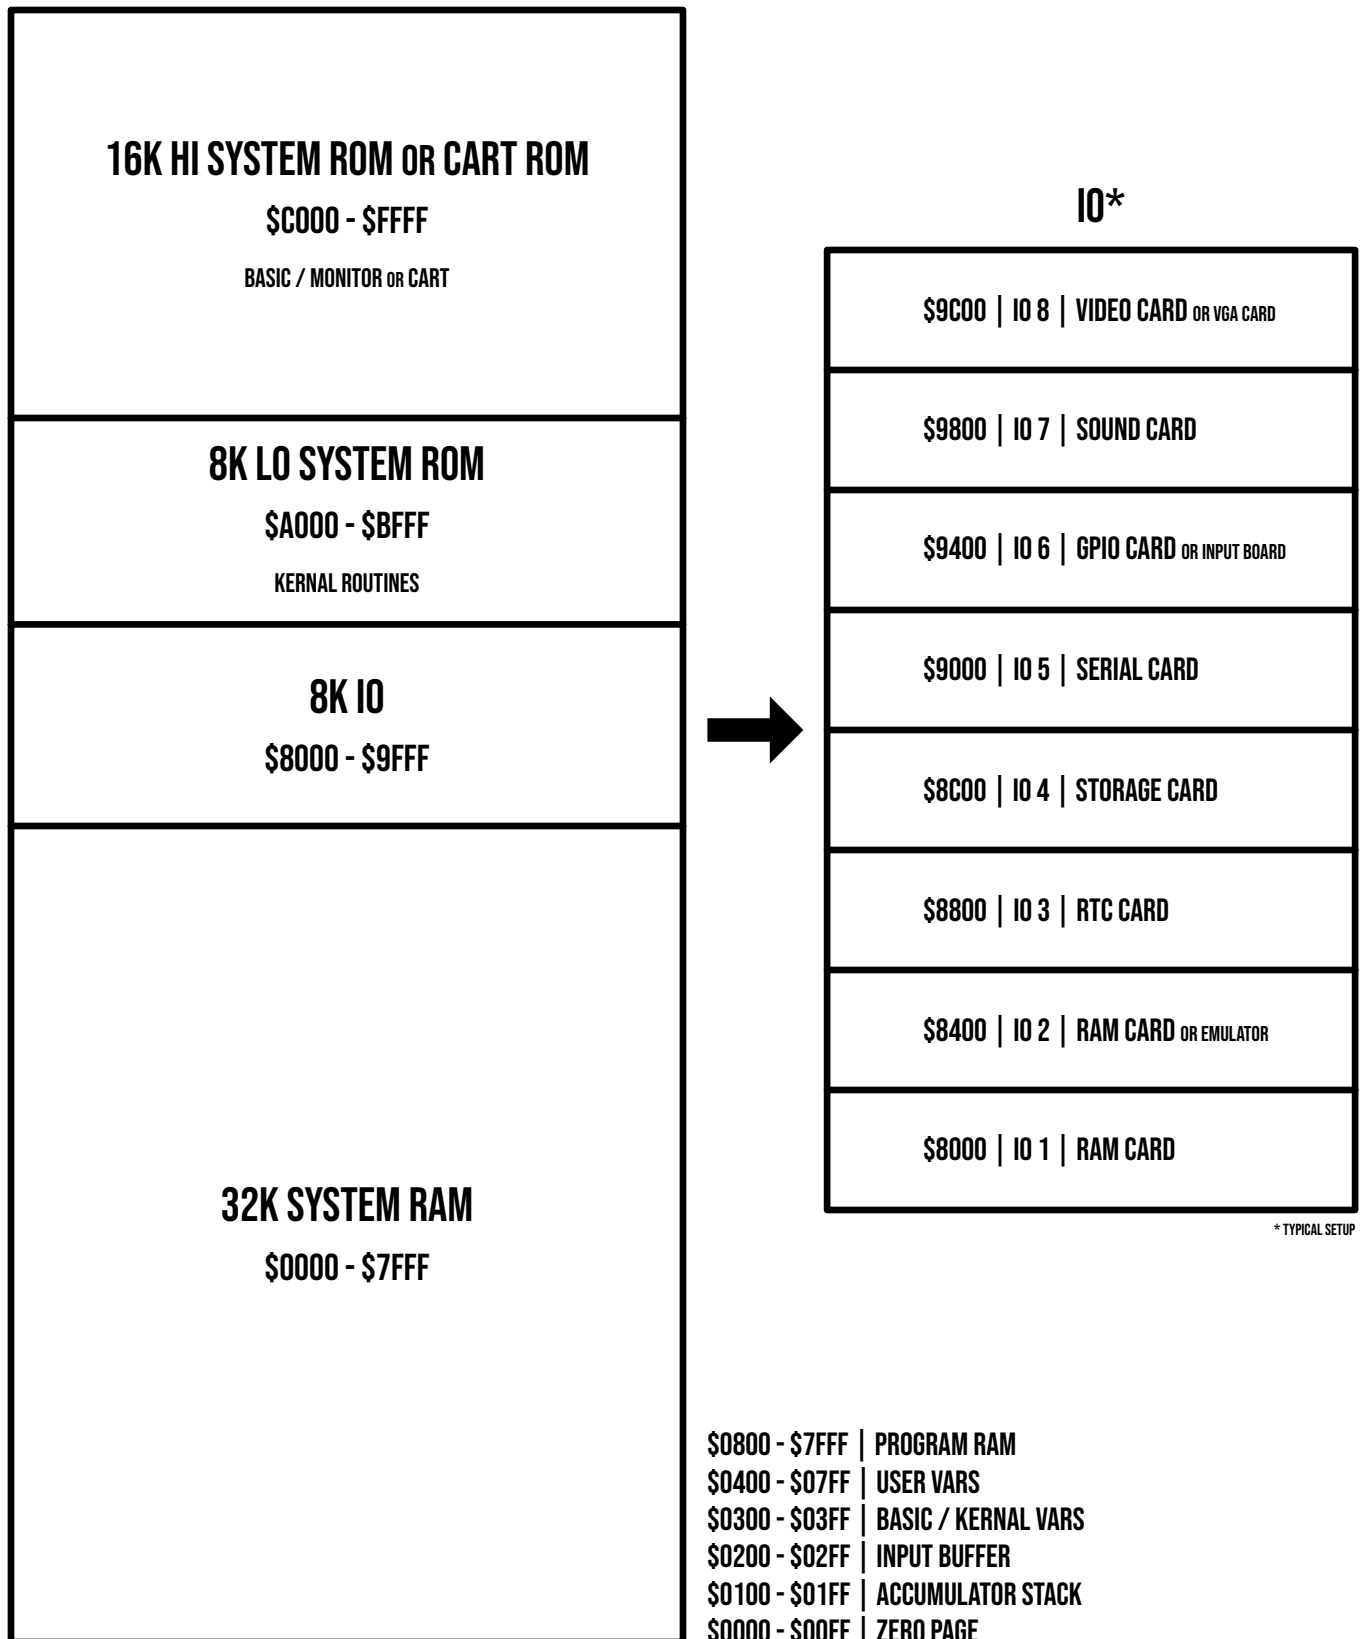 16K HI SYSTEM ROM OR CART ROM
$C000 - $FFFF
BASIC / MONITOR OR CART
8K LO SYSTEM ROM
$A000 - $BFFF
KERNAL ROUTINES
8K IO
$8000 - $9FFF
32K SYSTEM RAM
$0000 - $7FFF
IO*
$9C00 | IO 8 | VIDEO CARD OR VGA CARD
$9800 | IO 7 | SOUND CARD
$9400 | IO 6 | GPIO CARD OR INPUT BOARD
$9000 | IO 5 | SERIAL CARD
$8C00 | IO 4 | STORAGE CARD
$8800 | IO 3 | RTC CARD
$8400 | IO 2 | RAM CARD OR EMULATOR
$8000 | IO 1 | RAM CARD
* TYPICAL SETUP
$0800 - $7FFF | PROGRAM RAM
$0400 - $07FF | USER VARS
$0300 - $03FF | BASIC / KERNAL VARS
$0200 - $02FF | INPUT BUFFER
$0100 - $01FF | ACCUMULATOR STACK
$0000 - $00FF | ZERO PAGE